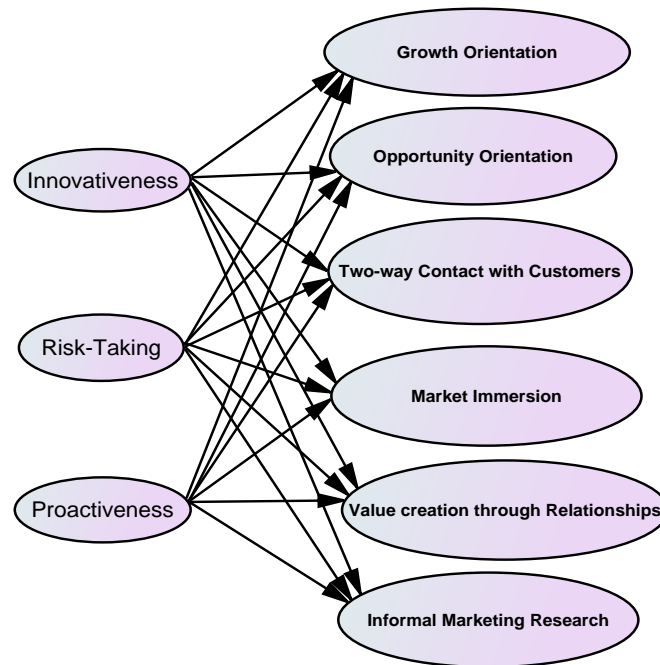 Growth Orientation
Opportunity Orientation
Innovativeness
Two-way Contact with Customers
Risk-Taking
Market Immersion
Proactiveness
Value creation through Relationships
Informal Marketing Research